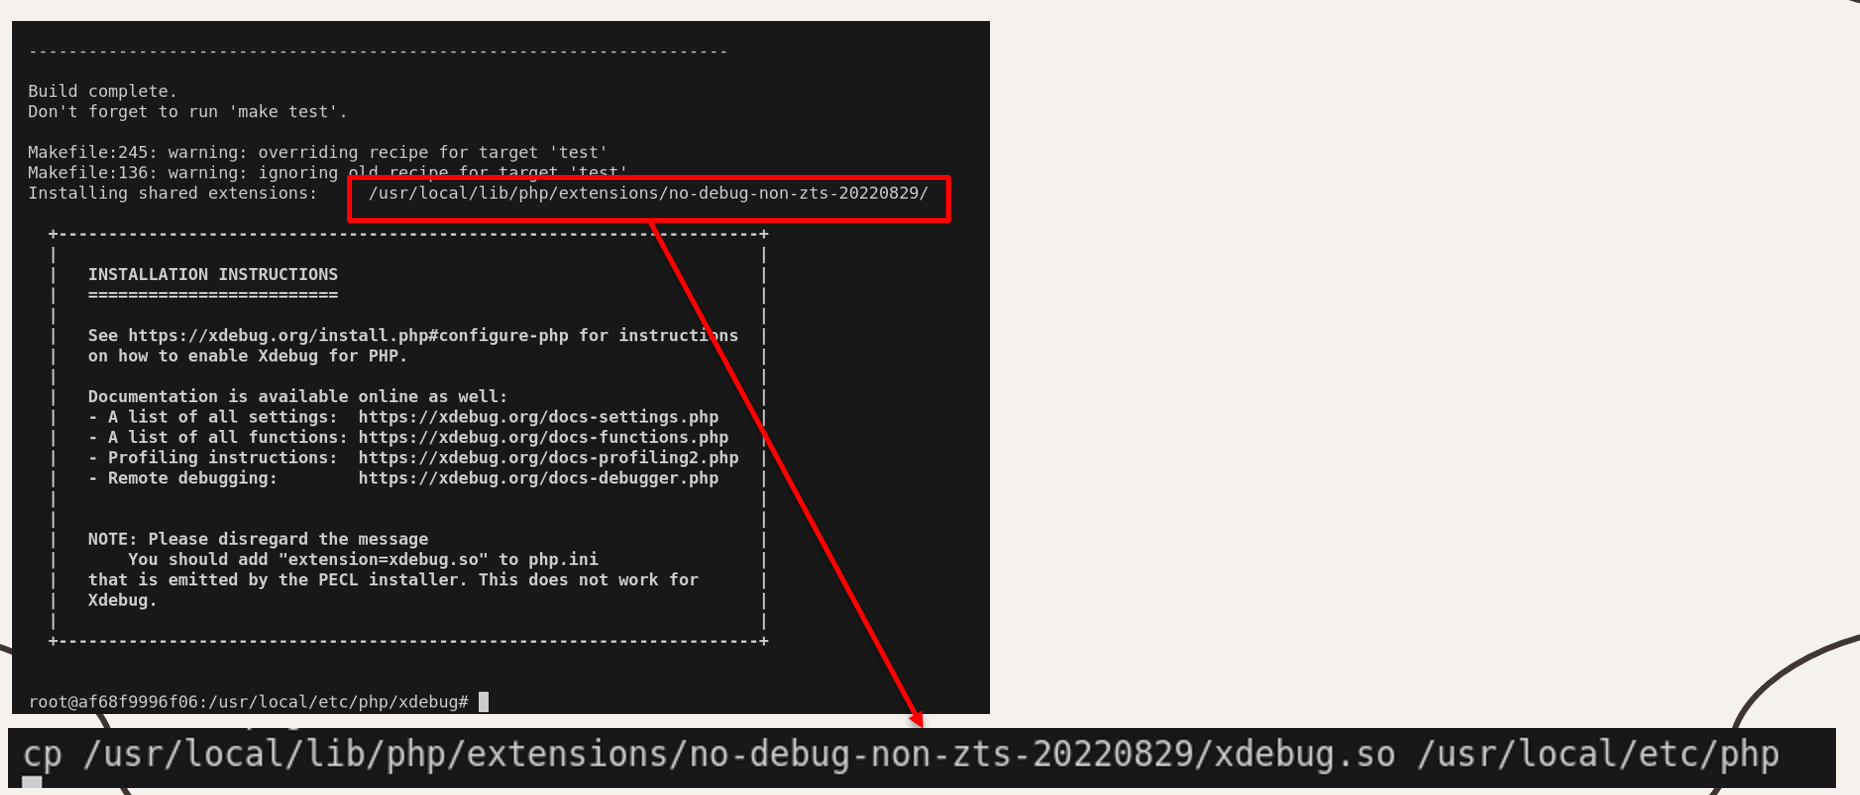 ----------------------------------------------------------------------
Build complete.
Don't forget to run 'make test'.
Makefile:245: warning: overriding recipe for target 'test'
Makefile:136: warning: ignoring old recipe for target 'test'
Installing shared extensions:     /usr/local/lib/php/extensions/no-debug-non-zts-20220829/
+----------------------------------------------------------------------+
|                                                                      |
|   INSTALLATION INSTRUCTIONS                                          |
|   =========================                                          |
|                                                                      |
|   See https://xdebug.org/install.php#configure-php for instructions  |
|   on how to enable Xdebug for PHP.                                   |
|                                                                      |
|   Documentation is available online as well:                         |
|   - A list of all settings:  https://xdebug.org/docs-settings.php    |
|   - A list of all functions: https://xdebug.org/docs-functions.php   |
|   - Profiling instructions:  https://xdebug.org/docs-profiling2.php  |
|   - Remote debugging:        https://xdebug.org/docs-debugger.php    |
|                                                                      |
|                                                                      |
|   NOTE: Please disregard the message                                 |
|       You should add "extension=xdebug.so" to php.ini                |
|   that is emitted by the PECL installer. This does not work for      |
|   Xdebug.                                                            |
|                                                                      |
+----------------------------------------------------------------------+
root@af68f9996f06:/usr/local/etc/php/xdebug#
cp /usr/local/lib/php/extensions/no-debug-non-zts-20220829/xdebug.so /usr/local/etc/php